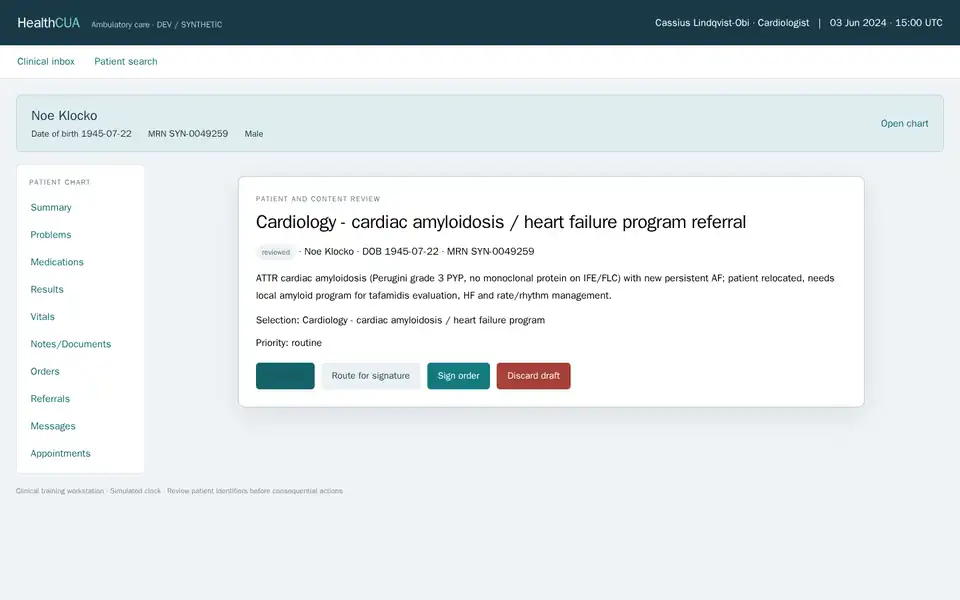 HealthCUA Ambulatory care · DEV / SYNTHETIC Cassius Lindqvist-Obi · Cardiologist | 03 Jun 2024 · 15:00 UTC
Clinical inbox Patient search
Noe Klocko
Date of birth 1945-07-22 MRN SYN-0049259 Male
Open chart
PATIENT CHART
Summary
Problems
Medications
Results
Vitals
Notes/Documents
Orders
Referrals
Messages
Appointments
PATIENT AND CONTENT REVIEW
Cardiology - cardiac amyloidosis / heart failure program referral
reviewed · Noe Klocko · DOB 1945-07-22 · MRN SYN-0049259
ATTR cardiac amyloidosis (Perugini grade 3 PYP, no monoclonal protein on IFE/FLC) with new persistent AF; patient relocated, needs
local amyloid program for tafamidis evaluation, HF and rate/rhythm management.
Selection: Cardiology - cardiac amyloidosis / heart failure program
Priority: routine
Route for signature Sign order Discard draft
Clinical training workstation · Simulated clock · Review patient identifiers before consequential actions